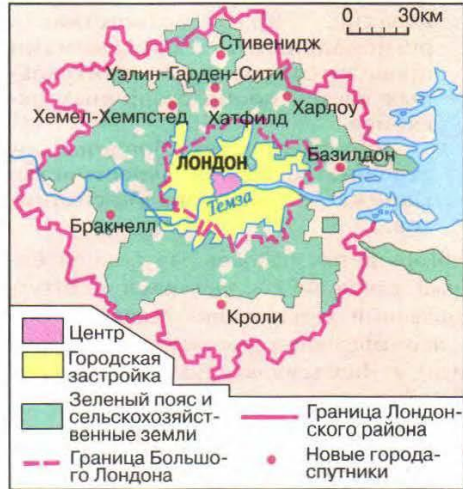 0 30км
Стивенидж
Уэлин-Гарден-Сити
Хемел-Хемпстед
Хатфилд
Харлоу
ЛОНДОН
Базилдон
Темза
Бракнелл
Кроли
Центр
Городская
застройка
Зеленый пояс и
сельскохозяйст-
венные земли
Граница Большо-
го Лондона
Граница Лондон-
ского района
Новые города-
спутники